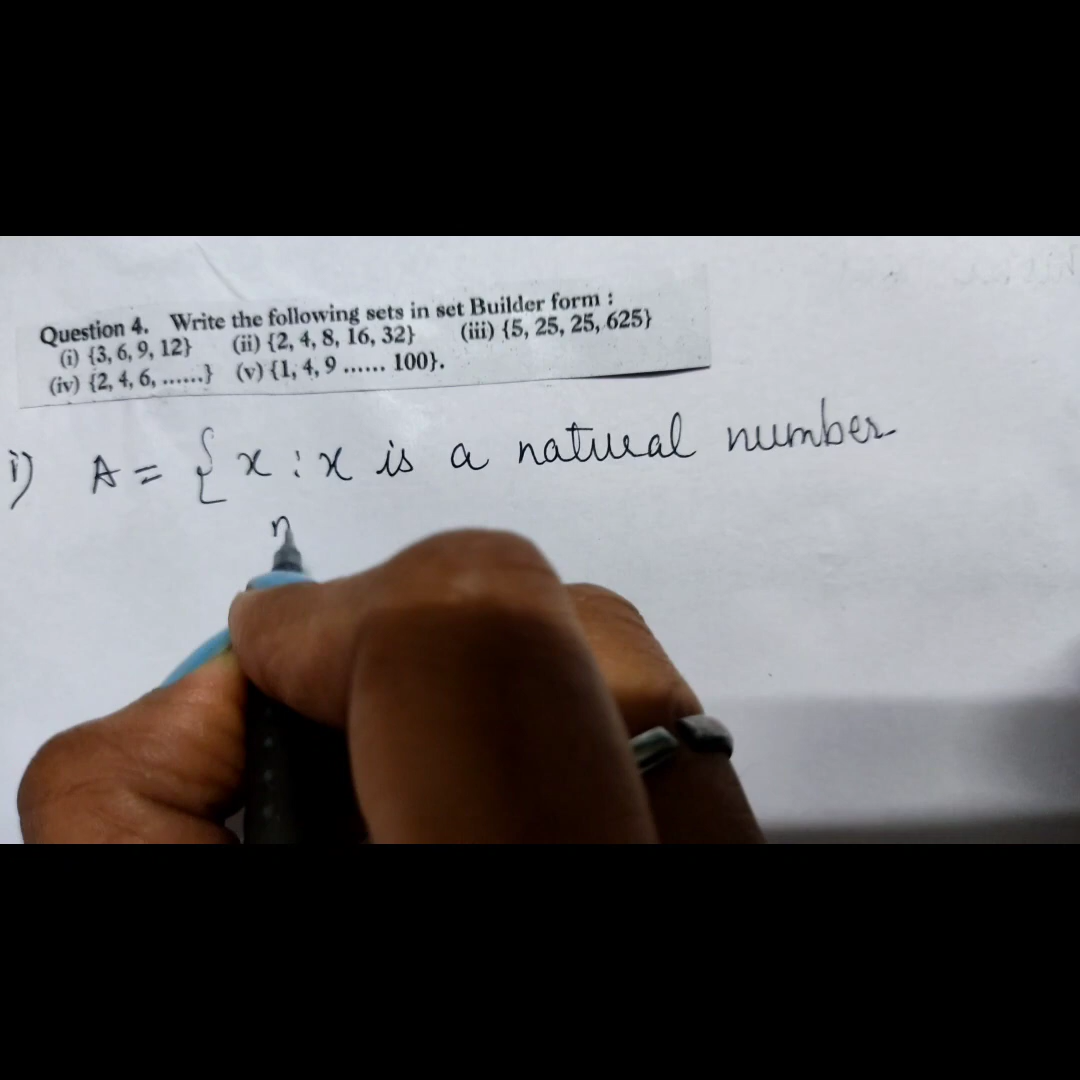 Question 4. Write the following sets in set Builder form :
(i) {3, 6, 9, 12} (ii) {2, 4, 8, 16, 32} (iii) {5, 25, 25, 625}
(iv) {2, 4, 6, ......} (v) {1, 4, 9 ...... 100}.
i) A = { x : x is a natural number
n